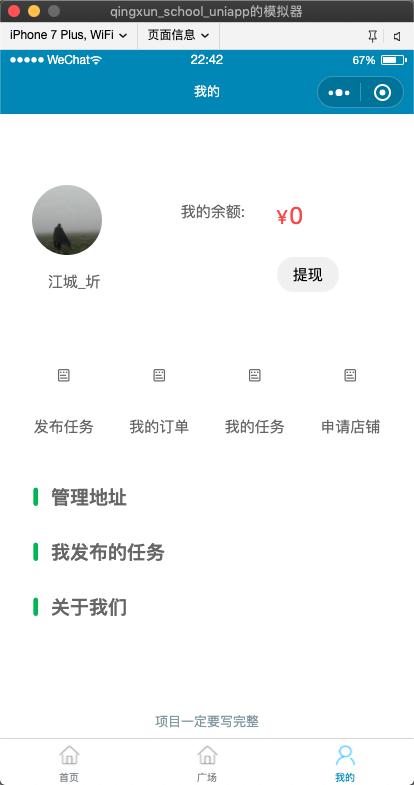 qingxun_school_uniapp的模拟器
iPhone 7 Plus, WiFi 页面信息
WeChat 22:42 67%
我的
我的余额: ¥0
江城_圻
提现
发布任务 我的订单 我的任务 申请店铺
管理地址
我发布的任务
关于我们
项目一定要写完整
首页 广场 我的